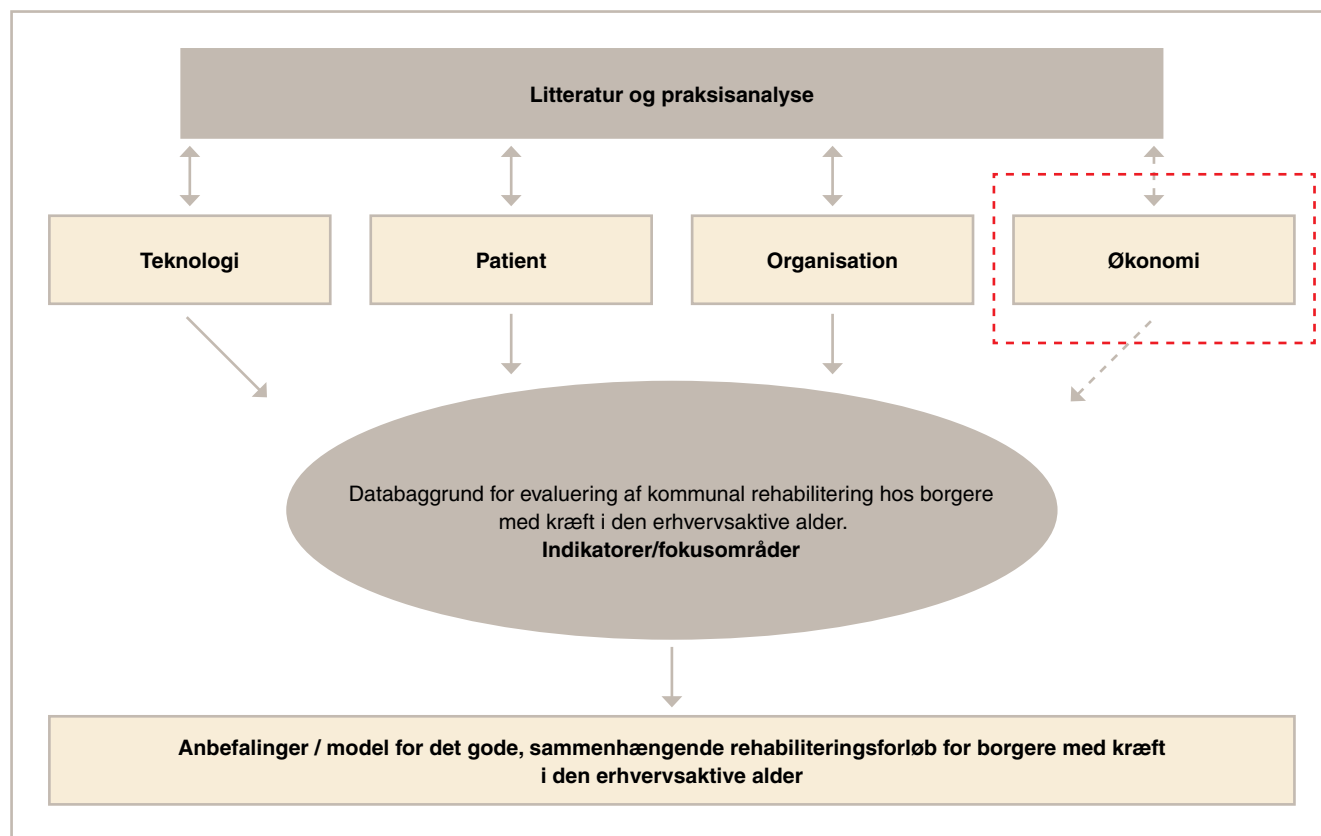 Litteratur og praksisanalyse
Teknologi
Patient
Organisation
Økonomi
Databaggrund for evaluering af kommunal rehabilitering hos borgere
med kræft i den erhvervsaktive alder.
Indikatorer/fokusområder
Anbefalinger / model for det gode, sammenhængende rehabiliteringsforløb for borgere med kræft
i den erhvervsaktive alder